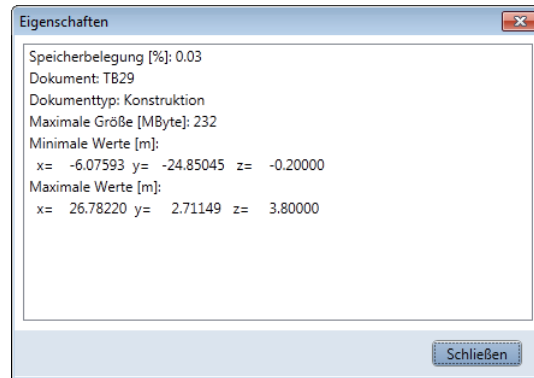 Eigenschaften
Speicherbelegung [%]: 0.03
Dokument: TB29
Dokumenttyp: Konstruktion
Maximale Größe [MByte]: 232
Minimale Werte [m]:
x= -6.07593 y= -24.85045 z= -0.20000
Maximale Werte [m]:
x= 26.78220 y= 2.71149 z= 3.80000
Schließen